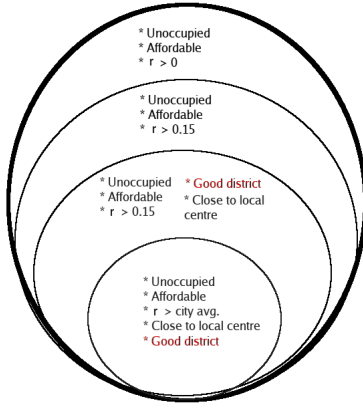 * Unoccupied
* Affordable
* r > 0
* Unoccupied
* Affordable
* r > 0.15
* Unoccupied
* Affordable
* r > 0.15
* Good district
* Close to local
centre
* Unoccupied
* Affordable
* r > city avg.
* Close to local centre
* Good district